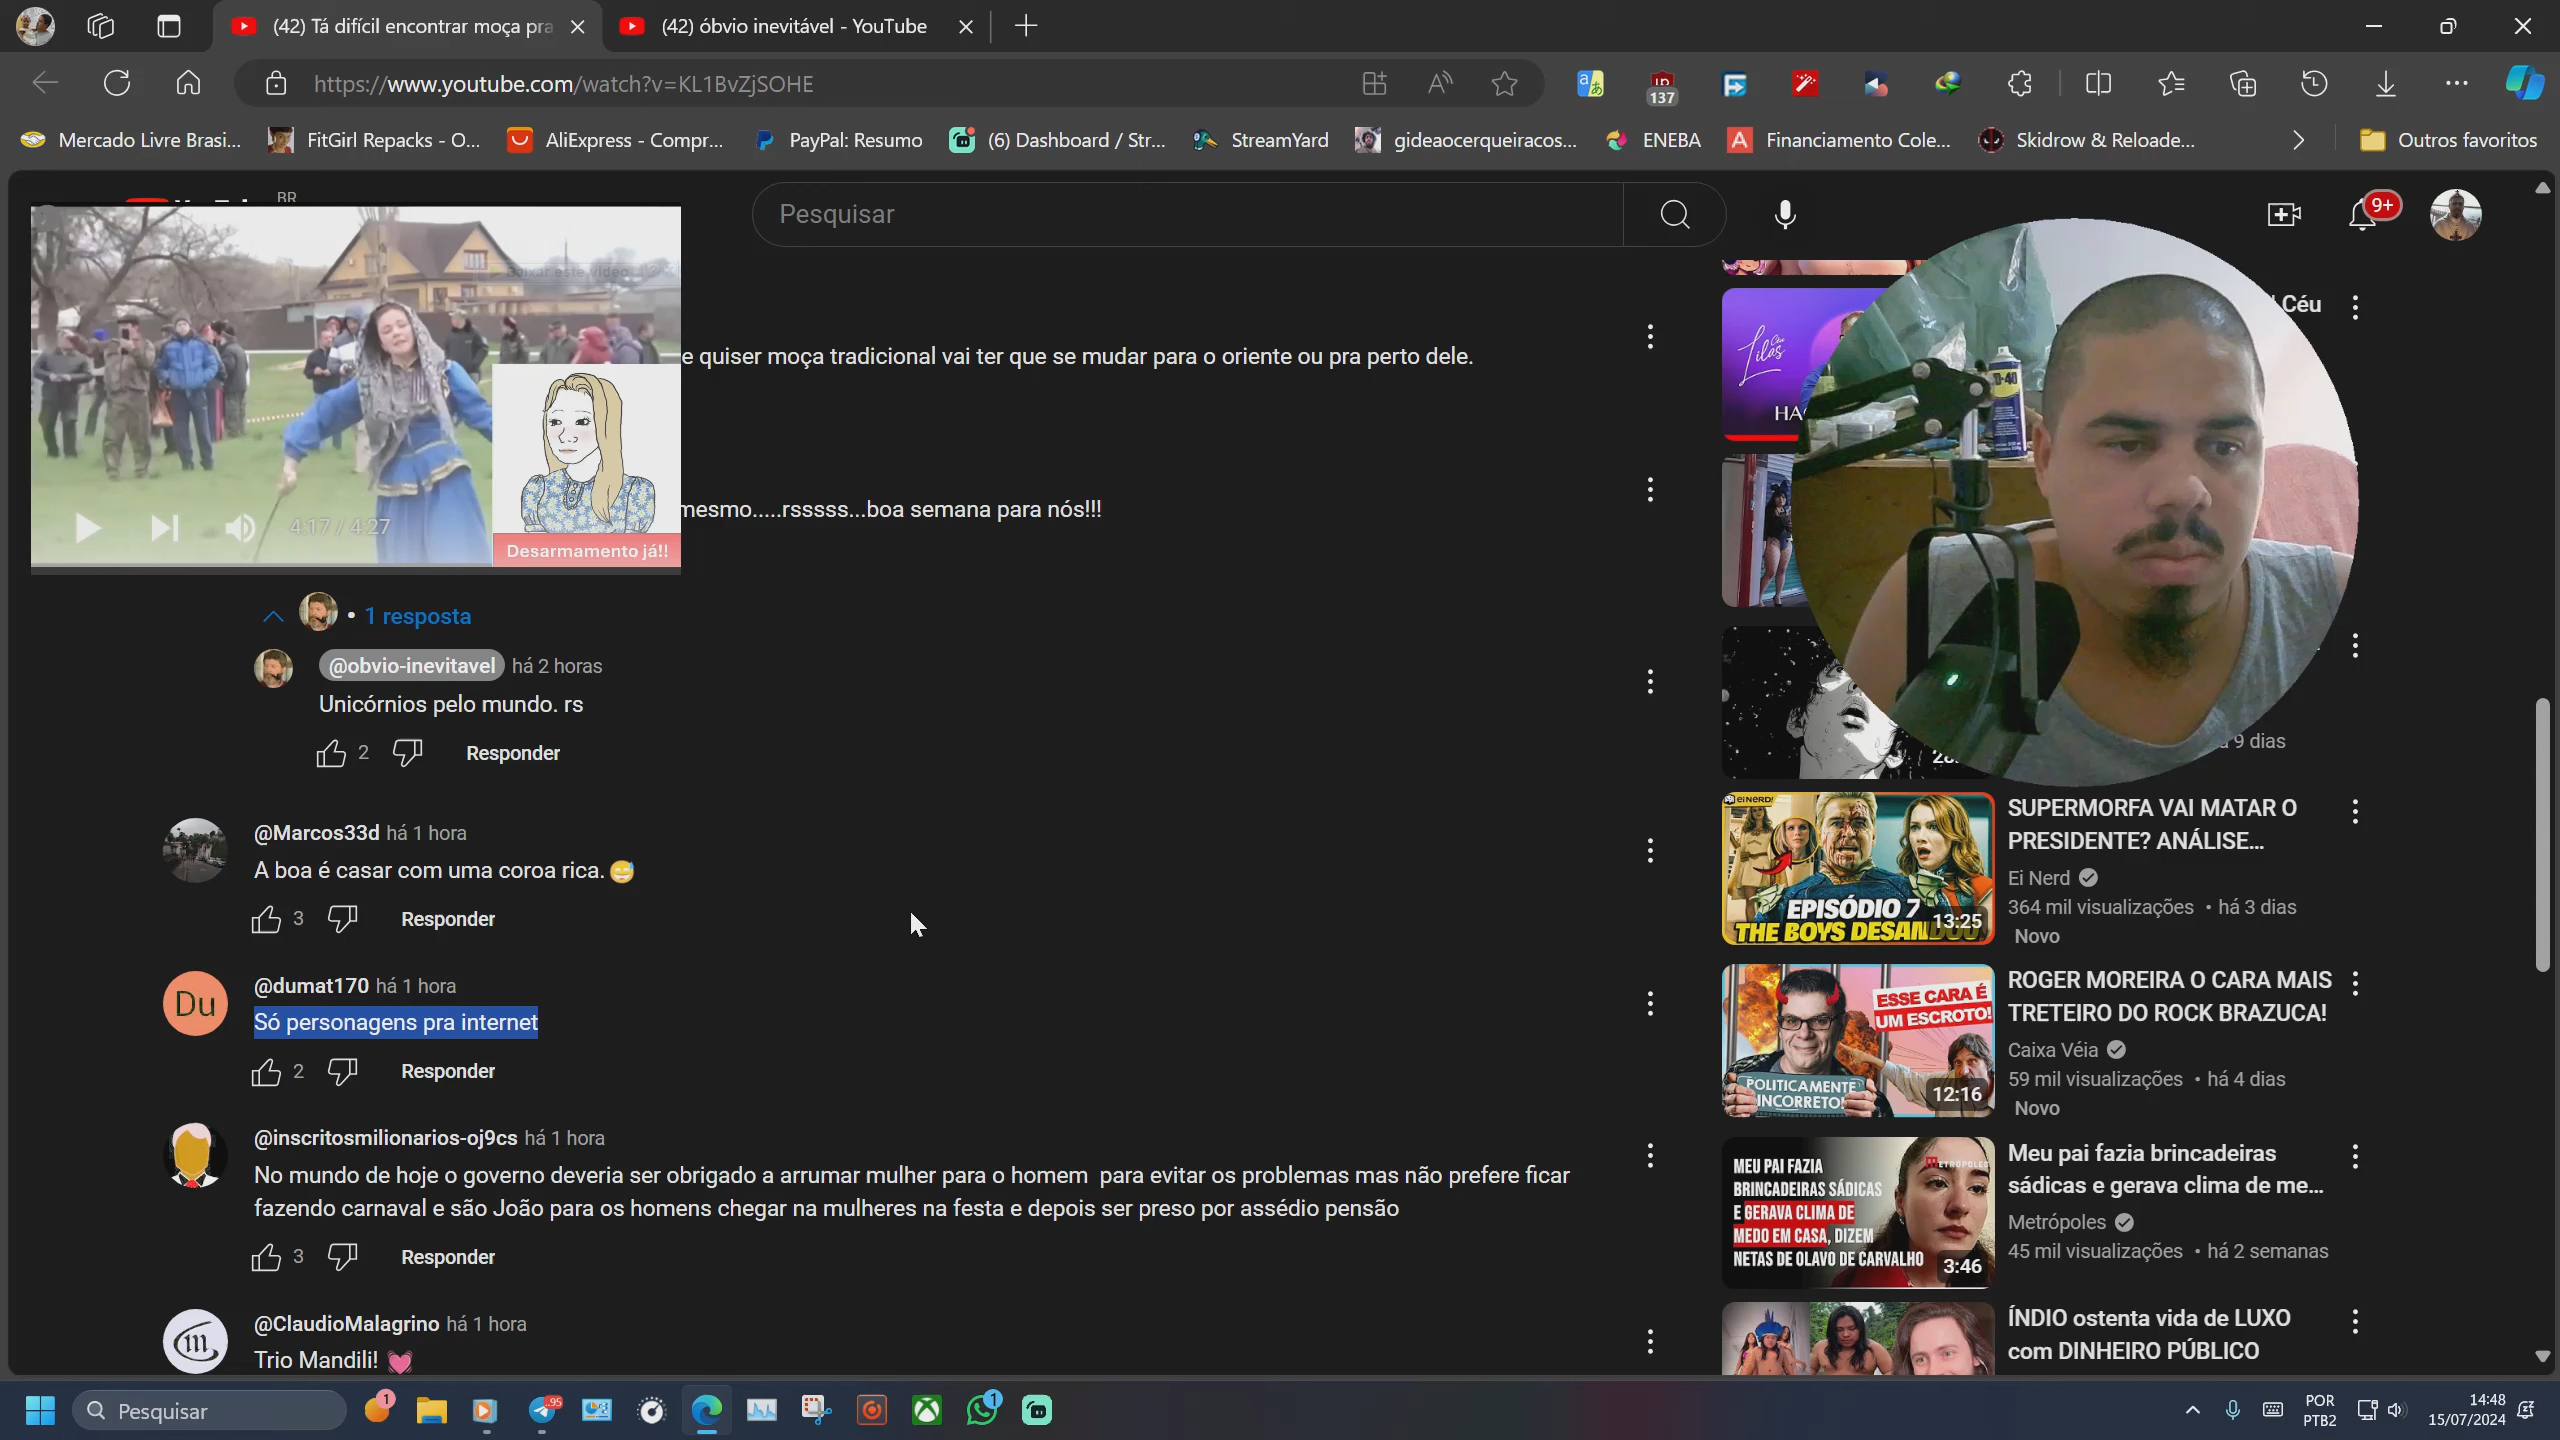 (42) Tá difícil encontrar moça pra
(42) óbvio inevitável - YouTube
https://www.youtube.com/watch?v=KL1BvZjSOHE
137
Mercado Livre Brasi...
FitGirl Repacks - O...
AliExpress - Compr...
PayPal: Resumo
(6) Dashboard / Str...
StreamYard
gideaocerqueiracos...
ENEBA
Financiamento Cole...
Skidrow & Reloade...
Outros favoritos
BR
Pesquisar
9+
Baixar este vídeo
4:17 / 4:27
Desarmamento já!!
e quiser moça tradicional vai ter que se mudar para o oriente ou pra perto dele.
mesmo.....rsssss...boa semana para nós!!!
1 resposta
@obvio-inevitavel há 2 horas
Unicórnios pelo mundo. rs
2 Responder
@Marcos33d há 1 hora
A boa é casar com uma coroa rica.😅
3 Responder
Du
@dumat170 há 1 hora
Só personagens pra internet
2 Responder
@inscritosmilionarios-oj9cs há 1 hora
No mundo de hoje o governo deveria ser obrigado a arrumar mulher para o homem para evitar os problemas mas não prefere ficar
fazendo carnaval e são João para os homens chegar na mulheres na festa e depois ser preso por assédio pensão
3 Responder
@ClaudioMalagrino há 1 hora
Trio Mandili! 💓
Céu
Lilas
HA
9 dias
ei NERD!
EPISÓDIO 7
13:25
SUPERMORFA VAI MATAR O
PRESIDENTE? ANÁLISE...
Ei Nerd
364 mil visualizações • há 3 dias
Novo
ESSE CARA É
UM ESCROTO!
POLITICAMENTE
INCORRETO!
12:16
ROGER MOREIRA O CARA MAIS
TRETEIRO DO ROCK BRAZUCA!
Caixa Véia
59 mil visualizações • há 4 dias
Novo
METRÓPOLES
MEU PAI FAZIA
BRINCADEIRAS SÁDICAS
E GERAVA CLIMA DE
MEDO EM CASA, DIZEM
NETAS DE OLAVO DE CARVALHO
3:46
Meu pai fazia brincadeiras
sádicas e gerava clima de me...
Metrópoles
45 mil visualizações • há 2 semanas
ÍNDIO ostenta vida de LUXO
com DINHEIRO PÚBLICO
Pesquisar
1
..95
1
POR
PTB2
14:48
15/07/2024